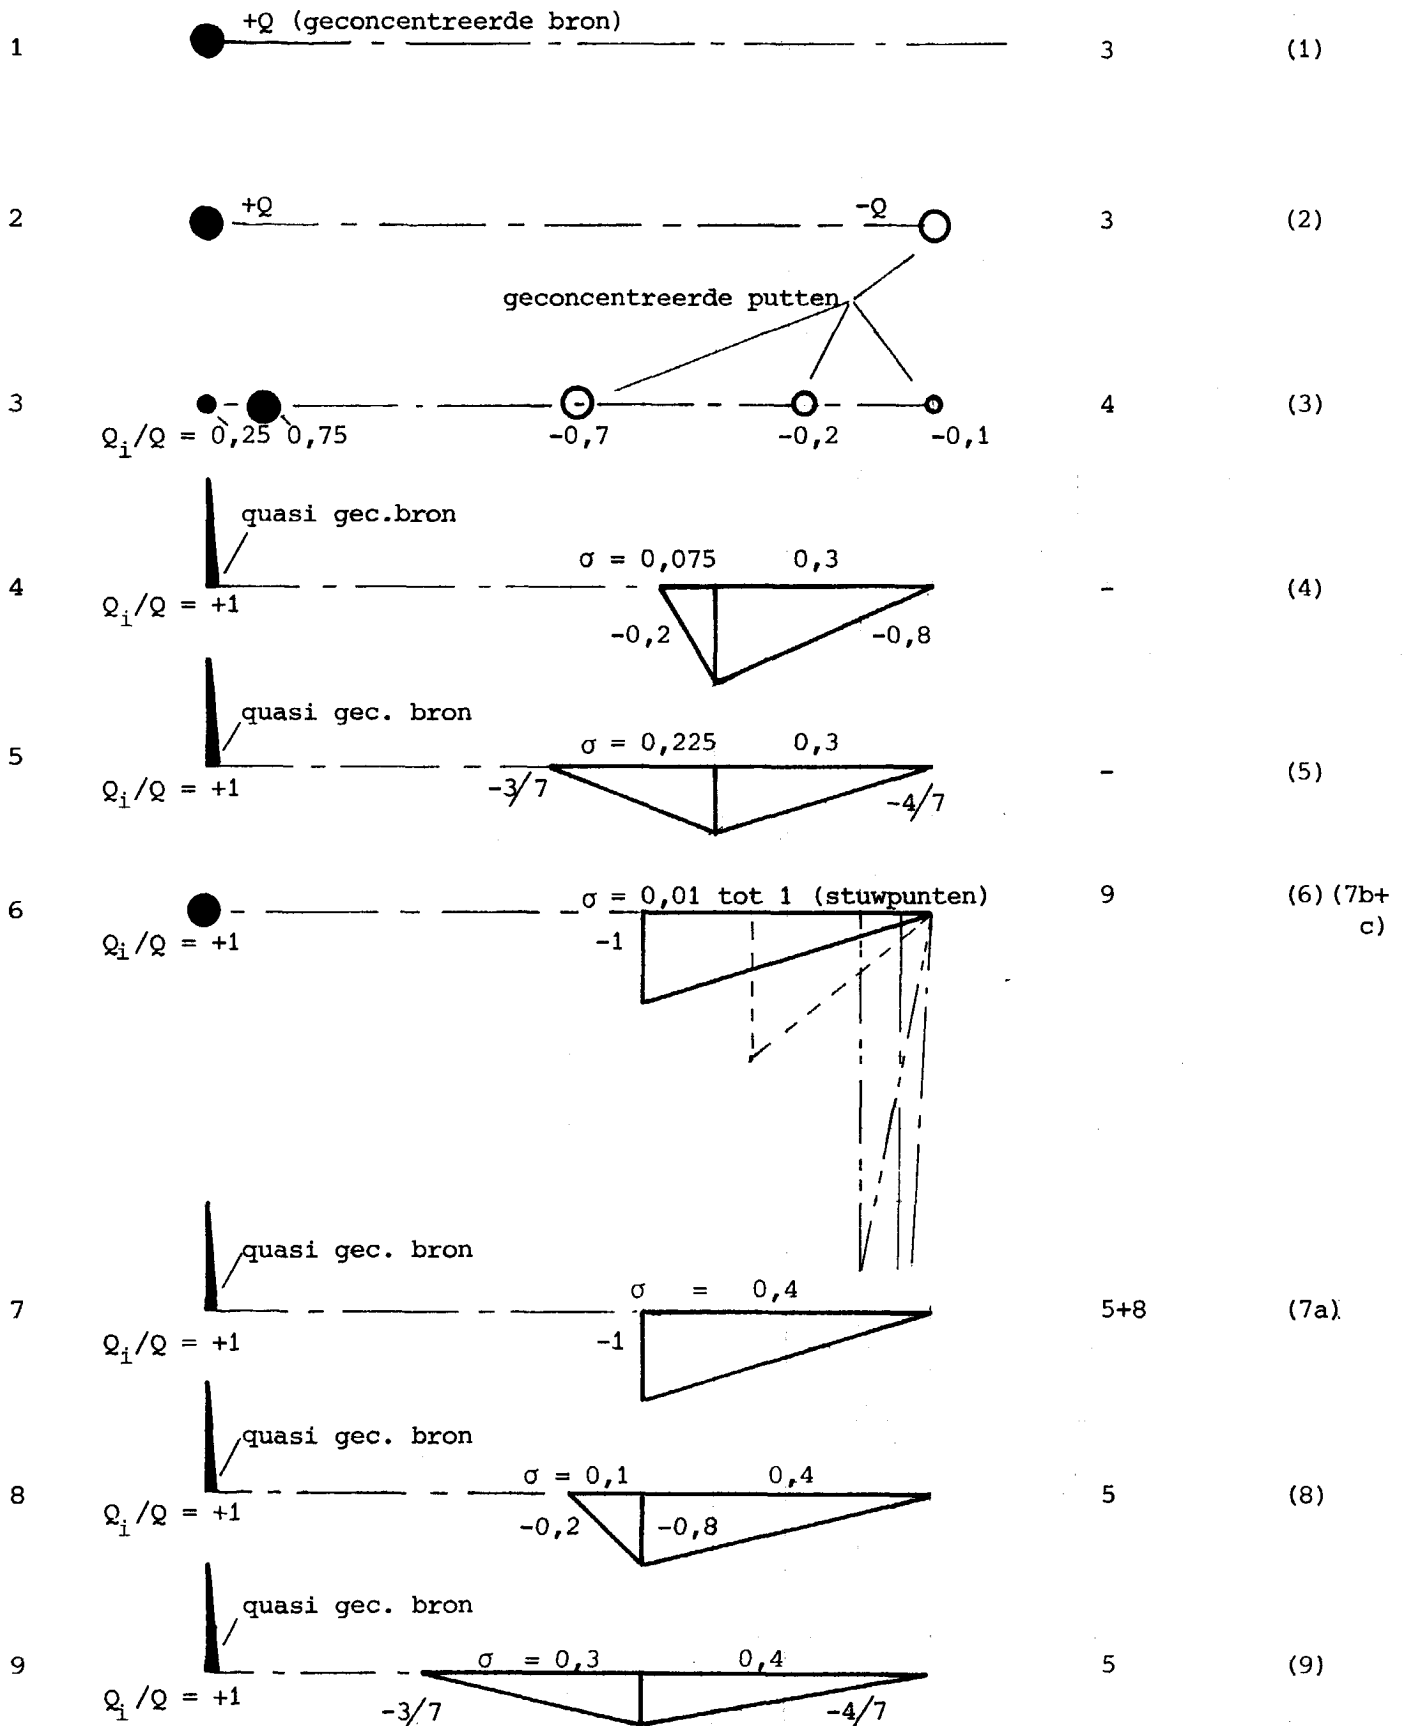 +Q (geconcentreerde bron)
1 3 (1)
2 +Q -Q 3 (2)
geconcentreerde putten
3 4 (3)
Qi/Q = 0,25 0,75 -0,7 -0,2 -0,1
quasi gec.bron
σ = 0,075 0,3
4 - (4)
Qi/Q = +1 -0,2 -0,8
quasi gec. bron
σ = 0,225 0,3
5 - (5)
Qi/Q = +1 -3/7 -4/7
σ = 0,01 tot 1 (stuwpunten)
6 9 (6) (7b+
c)
Qi/Q = +1 -1
quasi gec. bron
σ = 0,4
7 5+8 (7a)
Qi/Q = +1 -1
quasi gec. bron
σ = 0,1 0,4
8 5 (8)
Qi/Q = +1 -0,2 -0,8
quasi gec. bron
σ = 0,3 0,4
9 5 (9)
Qi/Q = +1 -3/7 -4/7